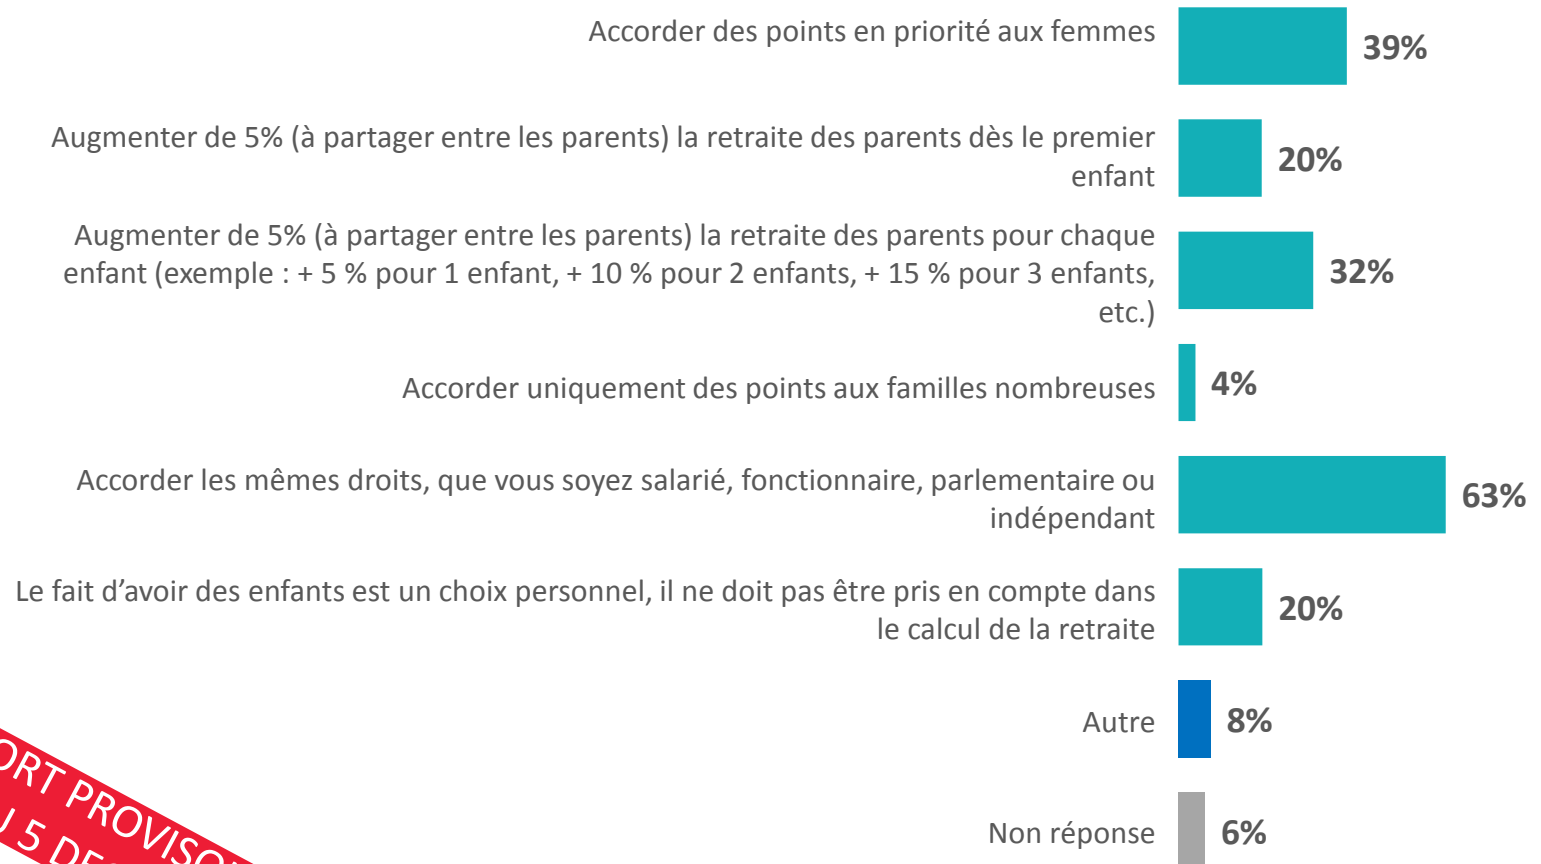 Accorder des points en priorité aux femmes
39%
Augmenter de 5% (à partager entre les parents) la retraite des parents dès le premier
enfant
20%
Augmenter de 5% (à partager entre les parents) la retraite des parents pour chaque
enfant (exemple : + 5 % pour 1 enfant, + 10 % pour 2 enfants, + 15 % pour 3 enfants,
etc.)
32%
Accorder uniquement des points aux familles nombreuses
4%
Accorder les mêmes droits, que vous soyez salarié, fonctionnaire, parlementaire ou
indépendant
63%
Le fait d’avoir des enfants est un choix personnel, il ne doit pas être pris en compte dans
le calcul de la retraite
20%
Autre
8%
Non réponse
6%
ORT PROVISO
U 5 DE